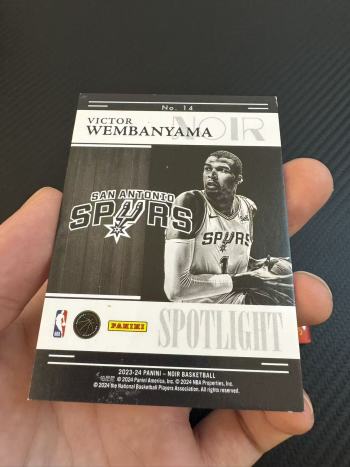 No. 14
VICTOR
WEMBANYAMA
NOIR
SAN ANTONIO
SPURS
SPURS
1
NBA
PANINI
SPOTLIGHT
2023-24 PANINI – NOIR BASKETBALL
© 2024 Panini America, Inc. © 2024 NBA Properties, Inc.
© 2024 the National Basketball Players Association. All rights reserved.